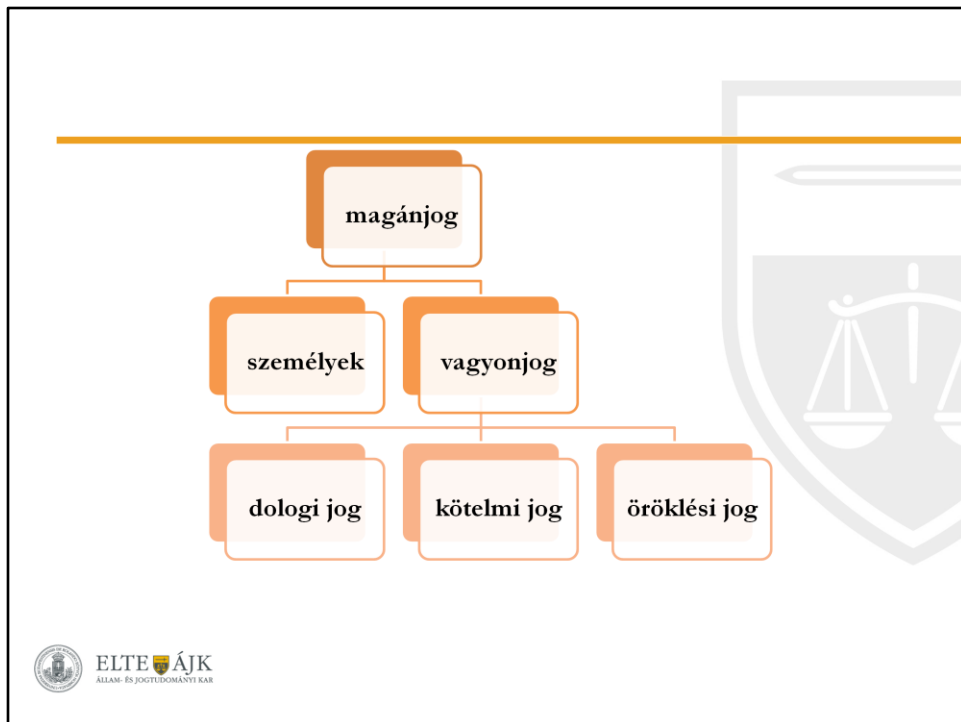 magánjog
személyek
vagyonjog
dologi jog
kötelmi jog
öröklési jog
ELTE ÁJK
ÁLLAM- ÉS JOGTUDOMÁNYI KAR